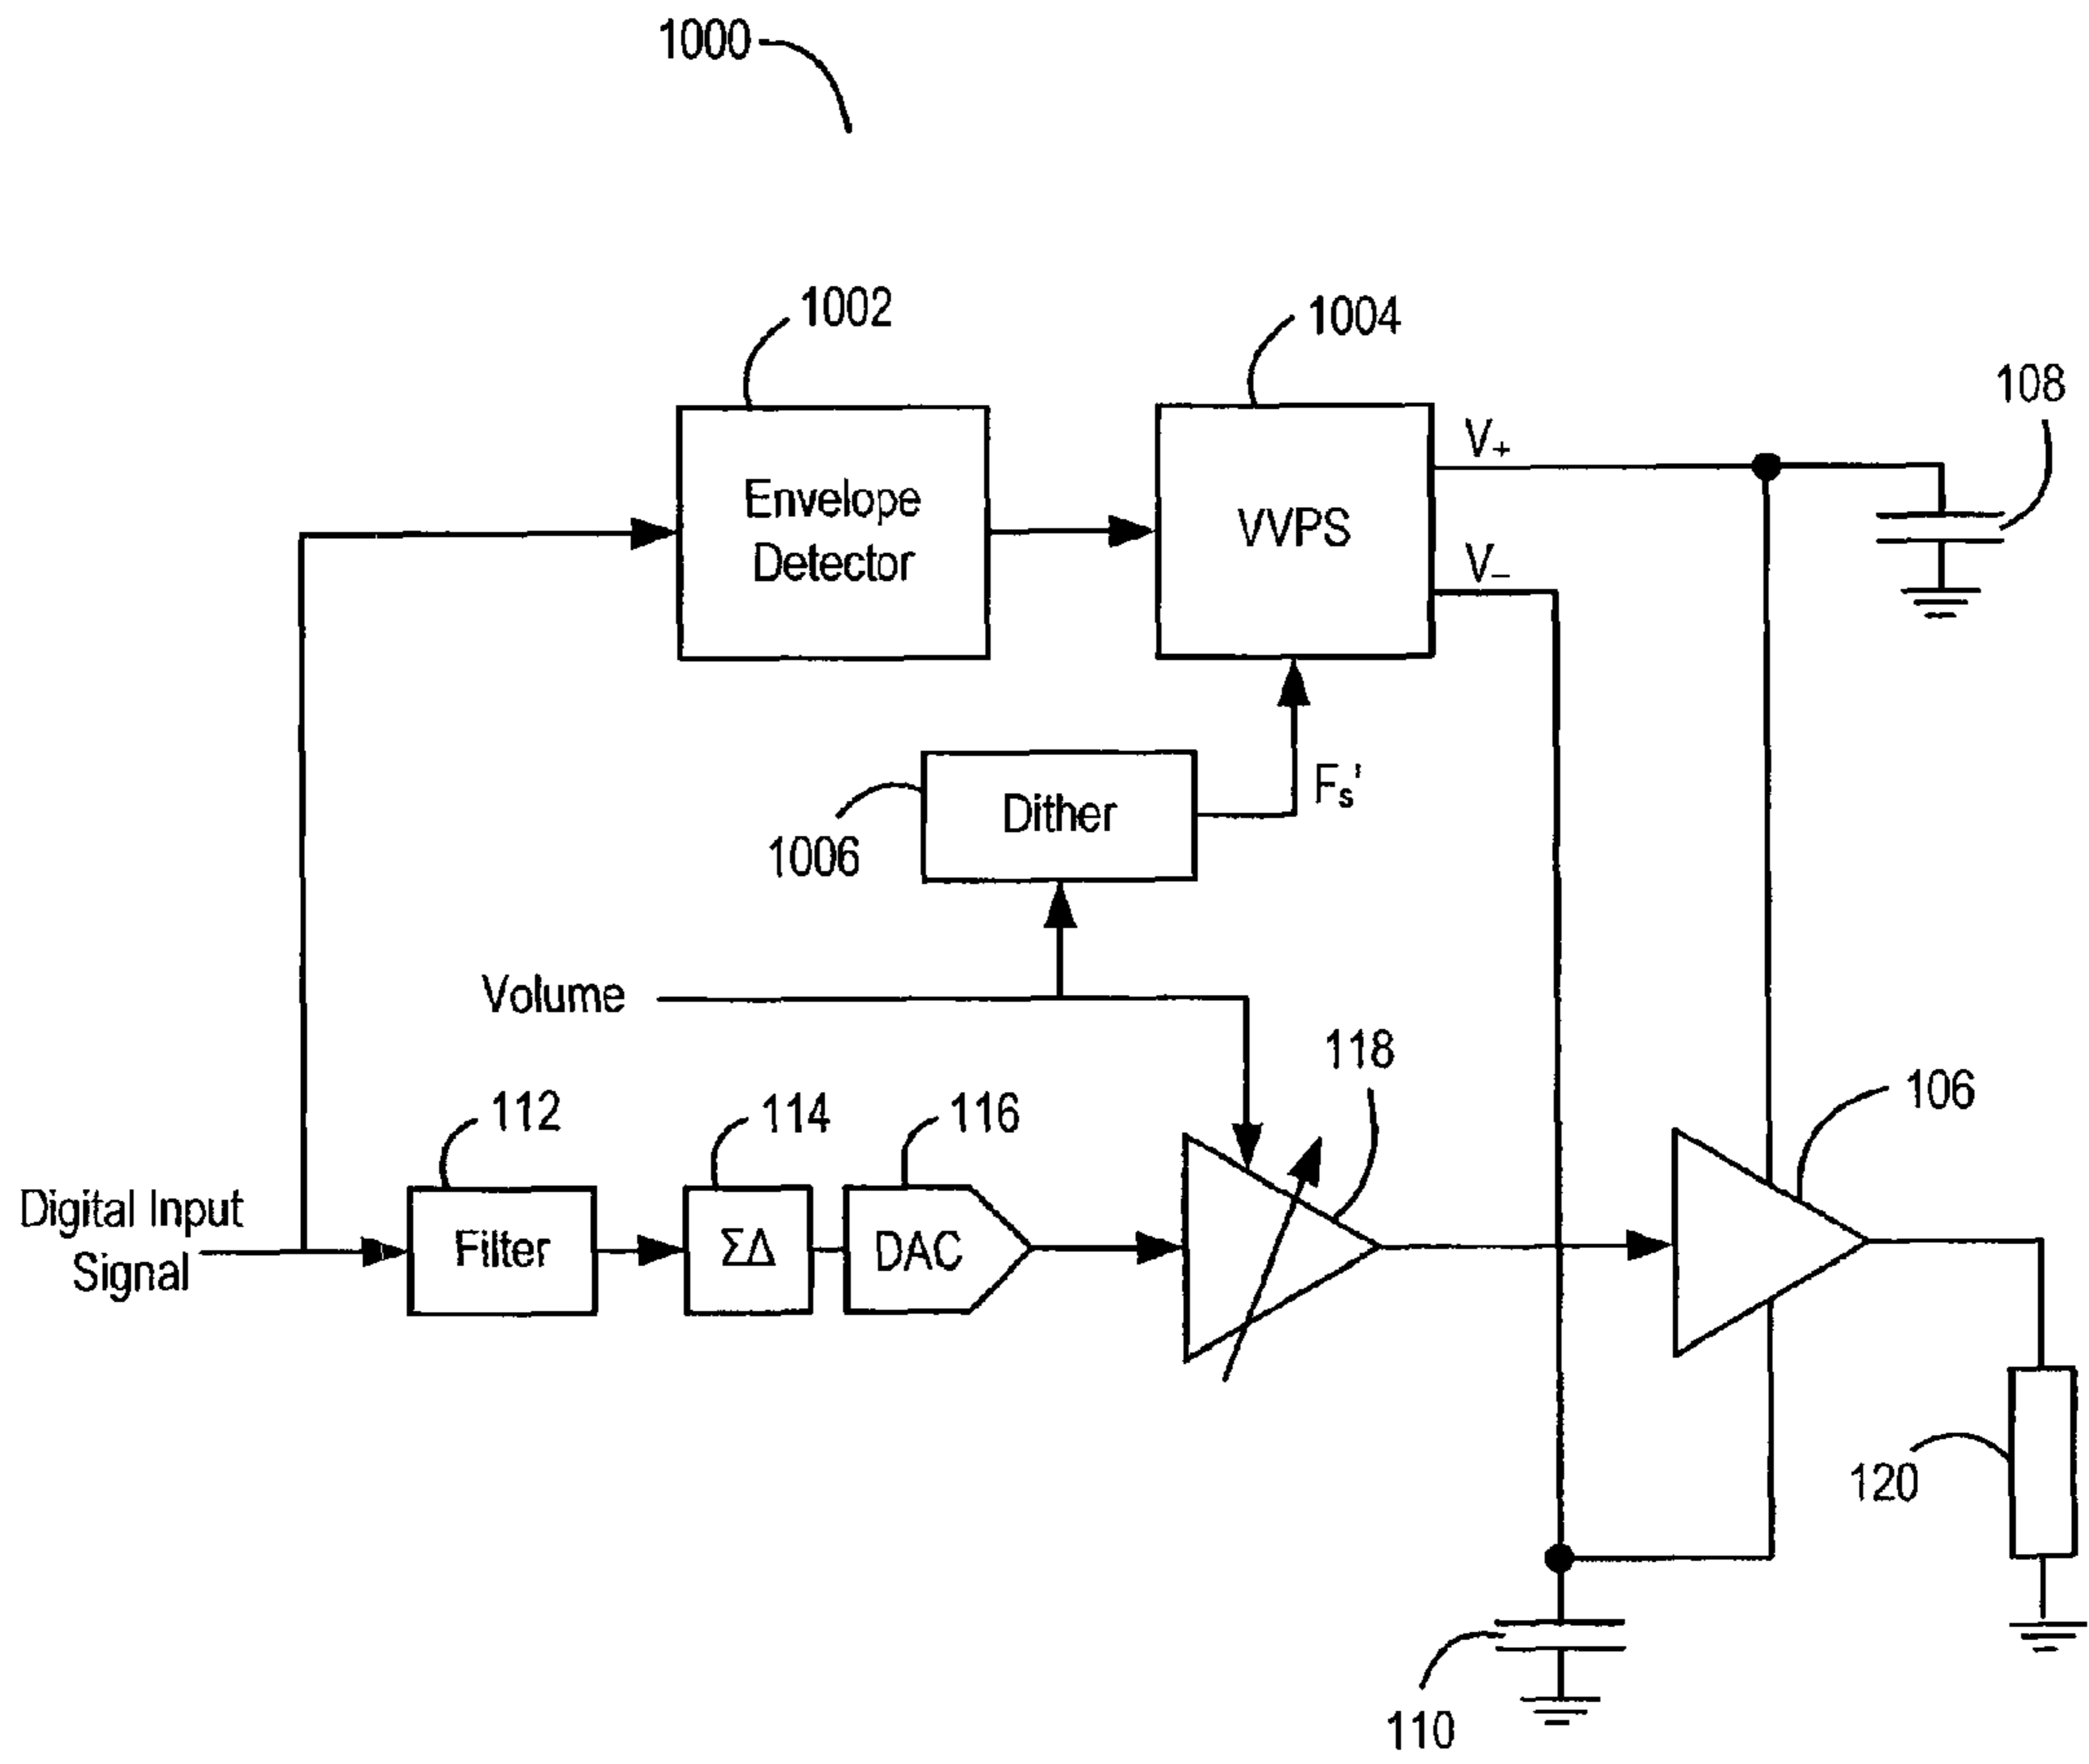 1000
1002
1004
108
V+
Envelope
Detector
VVPS
V−
Dither
Fs'
1006
Volume
118
112
114
116
106
Digital Input
Signal
Filter
ΣΔ
DAC
120
110